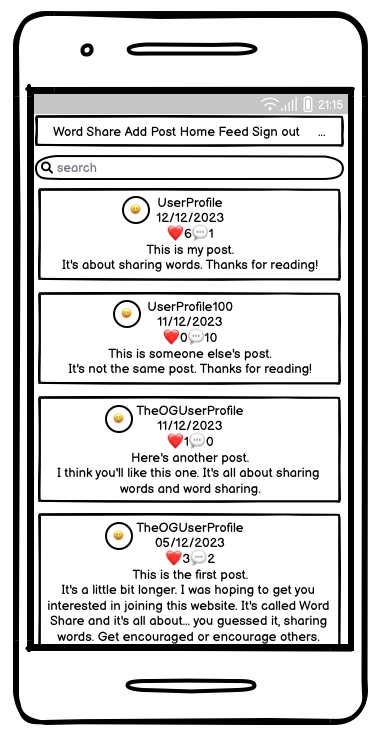 21:15
Word Share Add Post Home Feed Sign out ...
search
UserProfile
12/12/2023
6 1
This is my post.
It's about sharing words. Thanks for reading!
UserProfile100
11/12/2023
0 10
This is someone else's post.
It's not the same post. Thanks for reading!
TheOGUserProfile
11/12/2023
1 0
Here's another post.
I think you'll like this one. It's all about sharing
words and word sharing.
TheOGUserProfile
05/12/2023
3 2
This is the first post.
It's a little bit longer. I was hoping to get you
interested in joining this website. It's called Word
Share and it's all about... you guessed it, sharing
words. Get encouraged or encourage others.